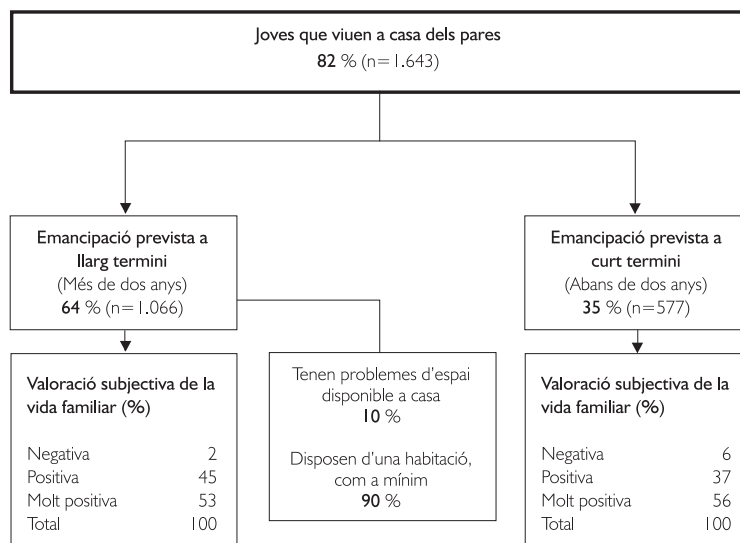 Joves que viuen a casa dels pares
82 % (n=1.643)
Emancipació prevista a
llarg termini
(Més de dos anys)
64 % (n=1.066)
Emancipació prevista a
curt termini
(Abans de dos anys)
35 % (n=577)
Valoració subjectiva de la
vida familiar (%)
Negativa 2
Positiva 45
Molt positiva 53
Total 100
Tenen problemes d'espai
disponible a casa
10 %
Disposen d'una habitació,
com a mínim
90 %
Valoració subjectiva de la
vida familiar (%)
Negativa 6
Positiva 37
Molt positiva 56
Total 100